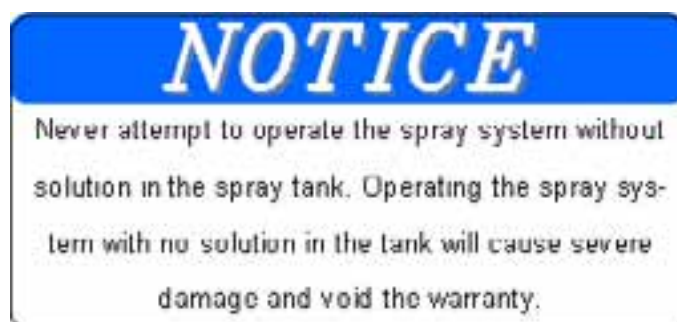 NOTICE
Never attempt to operate the spray system without
solution in the spray tank. Operating the spray sys-
tem with no solution in the tank will cause severe
damage and void the warranty.